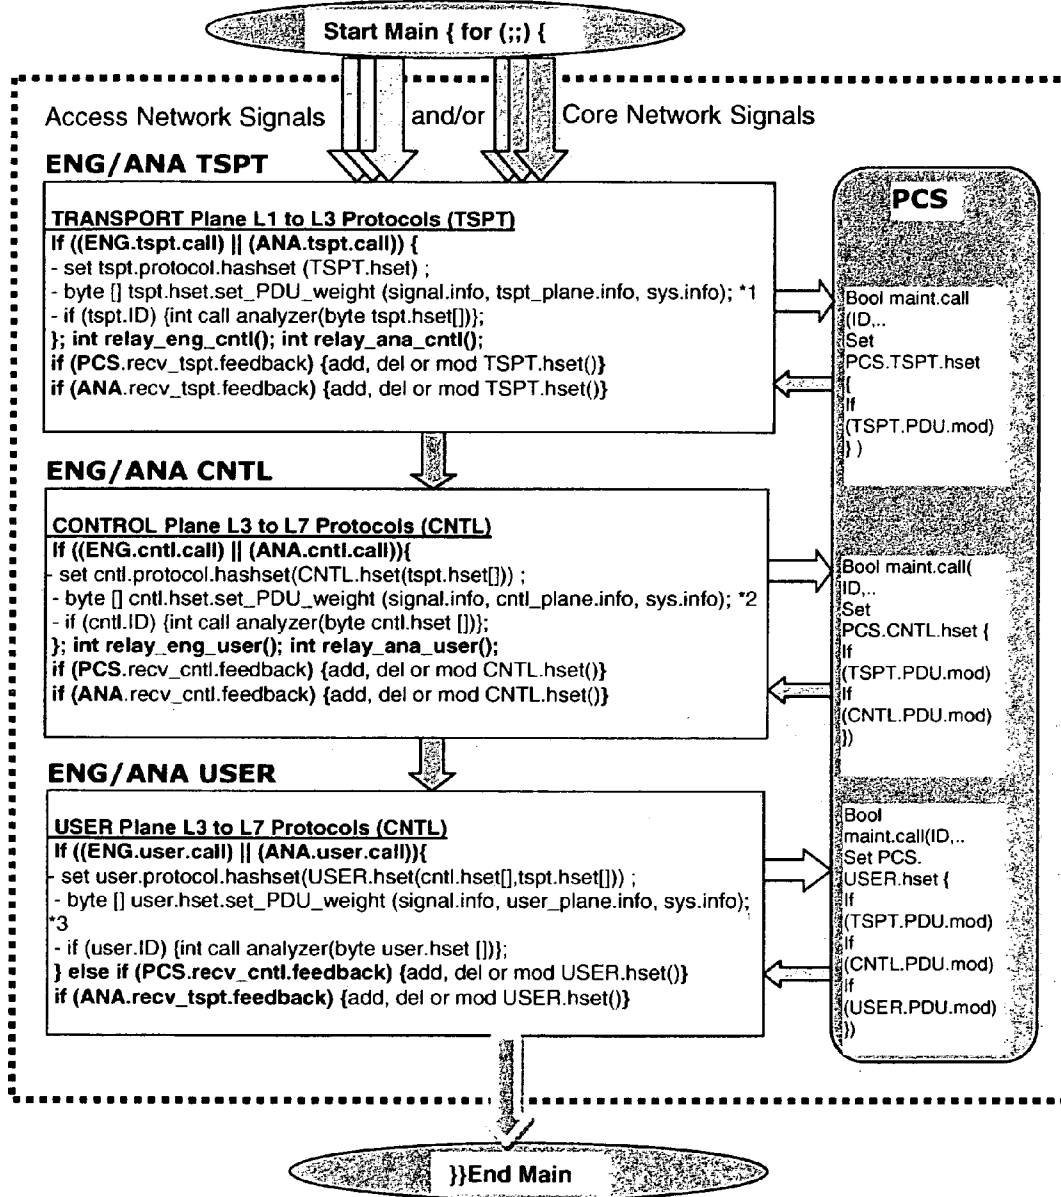 Start Main { for (;;) {
Access Network Signals and/or Core Network Signals
ENG/ANA TSPT
TRANSPORT Plane L1 to L3 Protocols (TSPT)
If ((ENG.tspt.call) || (ANA.tspt.call)) {
- set tspt.protocol.hashset (TSPT.hset) ;
- byte [] tspt.hset.set_PDU_weight (signal.info, tspt_plane.info, sys.info); *1
- if (tspt.ID) {int call analyzer(byte tspt.hset[])};
}; int relay_eng_cntl(); int relay_ana_cntl();
if (PCS.recv_tspt.feedback) {add, del or mod TSPT.hset()}
if (ANA.recv_tspt.feedback) {add, del or mod TSPT.hset()}
ENG/ANA CNTL
CONTROL Plane L3 to L7 Protocols (CNTL)
If ((ENG.cntl.call) || (ANA.cntl.call)){
- set cntl.protocol.hashset(CNTL.hset(tspt.hset[])) ;
- byte [] cntl.hset.set_PDU_weight (signal.info, cntl_plane.info, sys.info); *2
- if (cntl.ID) {int call analyzer(byte cntl.hset [])};
}; int relay_eng_user(); int relay_ana_user();
if (PCS.recv_cntl.feedback) {add, del or mod CNTL.hset()}
if (ANA.recv_cntl.feedback) {add, del or mod CNTL.hset()}
ENG/ANA USER
USER Plane L3 to L7 Protocols (CNTL)
If ((ENG.user.call) || (ANA.user.call)){
- set user.protocol.hashset(USER.hset(cntl.hset[],tspt.hset[])) ;
- byte [] user.hset.set_PDU_weight (signal.info, user_plane.info, sys.info);
*3
- if (user.ID) {int call analyzer(byte user.hset [])};
} else if (PCS.recv_cntl.feedback) {add, del or mod USER.hset()}
if (ANA.recv_tspt.feedback) {add, del or mod USER.hset()}
PCS
Bool maint.call
(ID,..
Set
PCS.TSPT.hset
{
If
(TSPT.PDU.mod)
} )
Bool maint.call(
ID,..
Set
PCS.CNTL.hset {
If
(TSPT.PDU.mod)
If
(CNTL.PDU.mod)
})
Bool
maint.call(ID,..
Set PCS.
USER.hset {
If
(TSPT.PDU.mod)
If
(CNTL.PDU.mod)
If
(USER.PDU.mod)
})
}}End Main